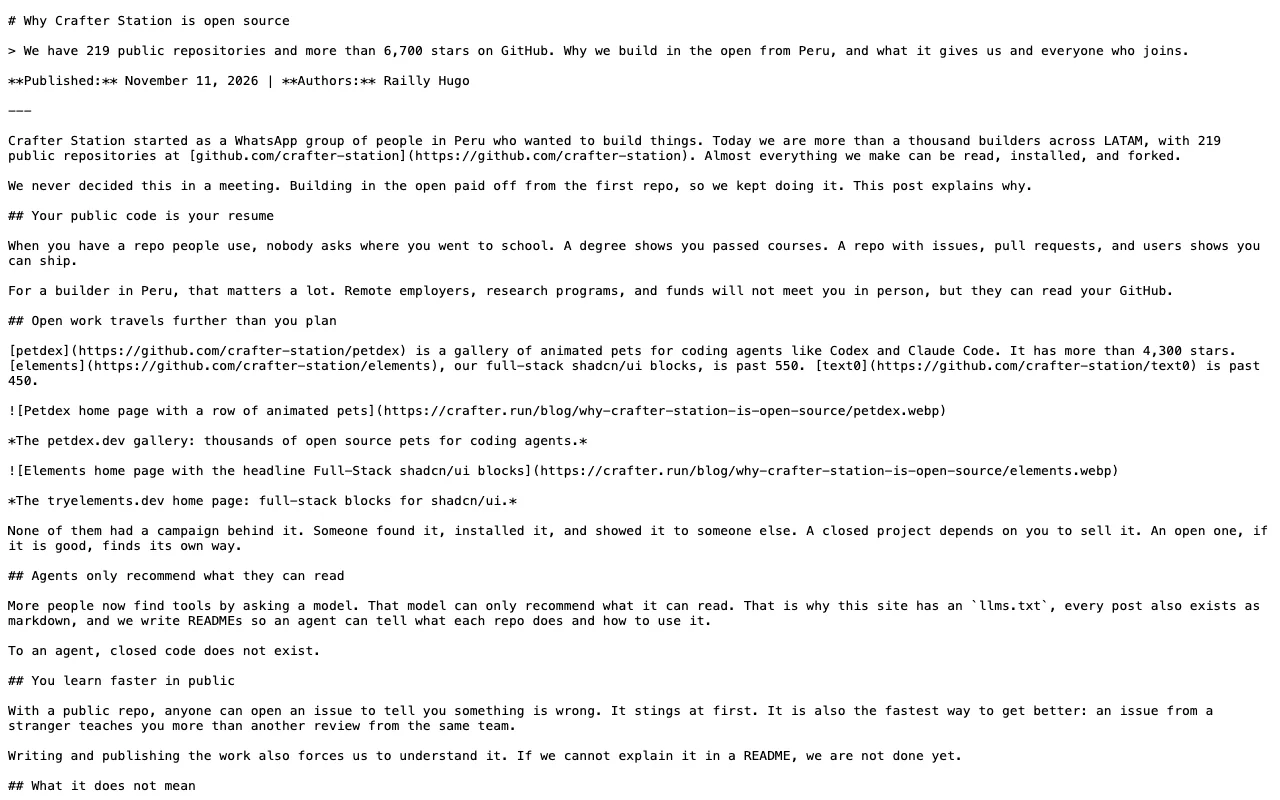 # Why Crafter Station is open source
> We have 219 public repositories and more than 6,700 stars on GitHub. Why we build in the open from Peru, and what it gives us and everyone who joins.
**Published:** November 11, 2026 | **Authors:** Railly Hugo
---
Crafter Station started as a WhatsApp group of people in Peru who wanted to build things. Today we are more than a thousand builders across LATAM, with 219
public repositories at [github.com/crafter-station](https://github.com/crafter-station). Almost everything we make can be read, installed, and forked.
We never decided this in a meeting. Building in the open paid off from the first repo, so we kept doing it. This post explains why.
## Your public code is your resume
When you have a repo people use, nobody asks where you went to school. A degree shows you passed courses. A repo with issues, pull requests, and users shows you
can ship.
For a builder in Peru, that matters a lot. Remote employers, research programs, and funds will not meet you in person, but they can read your GitHub.
## Open work travels further than you plan
[petdex](https://github.com/crafter-station/petdex) is a gallery of animated pets for coding agents like Codex and Claude Code. It has more than 4,300 stars.
[elements](https://github.com/crafter-station/elements), our full-stack shadcn/ui blocks, is past 550. [text0](https://github.com/crafter-station/text0) is past
450.
![Petdex home page with a row of animated pets](https://crafter.run/blog/why-crafter-station-is-open-source/petdex.webp)
*The petdex.dev gallery: thousands of open source pets for coding agents.*
![Elements home page with the headline Full-Stack shadcn/ui blocks](https://crafter.run/blog/why-crafter-station-is-open-source/elements.webp)
*The tryelements.dev home page: full-stack blocks for shadcn/ui.*
None of them had a campaign behind it. Someone found it, installed it, and showed it to someone else. A closed project depends on you to sell it. An open one, if
it is good, finds its own way.
## Agents only recommend what they can read
More people now find tools by asking a model. That model can only recommend what it can read. That is why this site has an `llms.txt`, every post also exists as
markdown, and we write READMEs so an agent can tell what each repo does and how to use it.
To an agent, closed code does not exist.
## You learn faster in public
With a public repo, anyone can open an issue to tell you something is wrong. It stings at first. It is also the fastest way to get better: an issue from a
stranger teaches you more than another review from the same team.
Writing and publishing the work also forces us to understand it. If we cannot explain it in a README, we are not done yet.
## What it does not mean